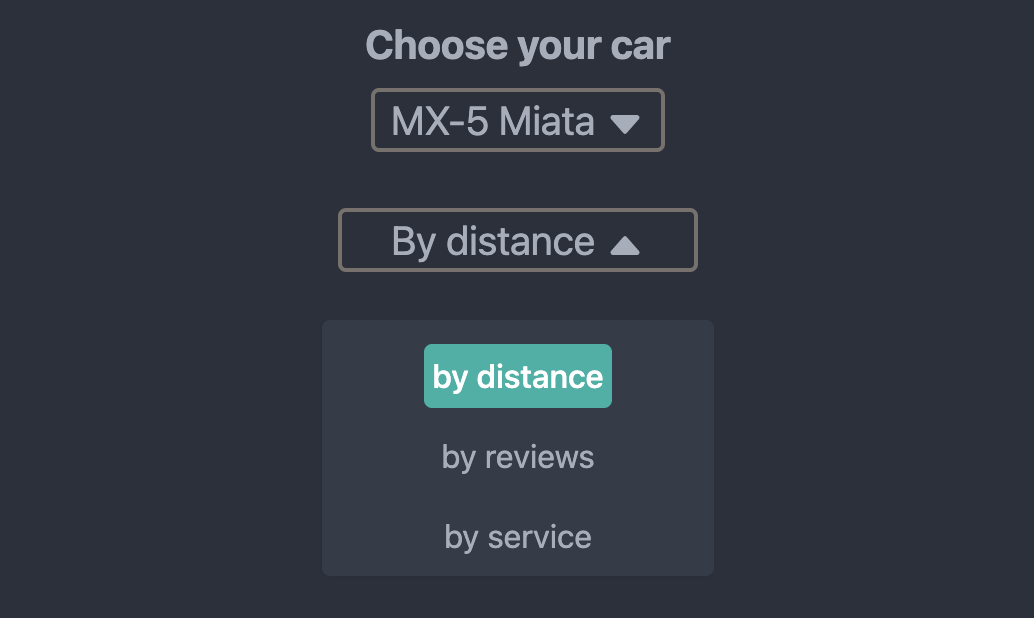 Choose your car
MX-5 Miata
By distance
by distance
by reviews
by service